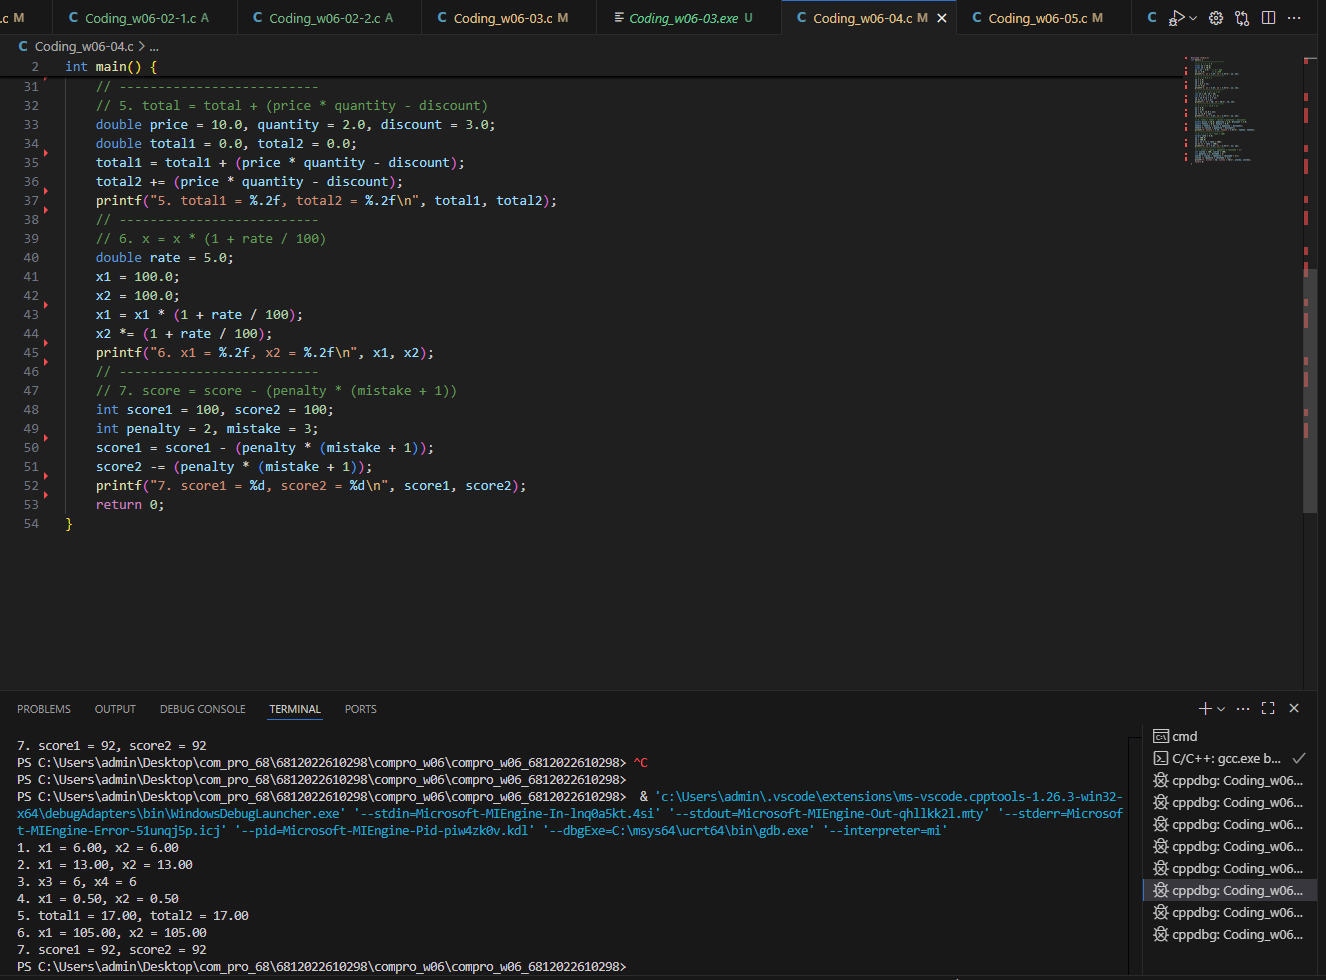 .c M
C Coding_w06-02-1.c A
C Coding_w06-02-2.c A
C Coding_w06-03.c M
Coding_w06-03.exe U
C Coding_w06-04.c M
C Coding_w06-05.c M
C
C Coding_w06-04.c > ...
2 int main() {
31 // --------------------------
32 // 5. total = total + (price * quantity - discount)
33 double price = 10.0, quantity = 2.0, discount = 3.0;
34 double total1 = 0.0, total2 = 0.0;
35 total1 = total1 + (price * quantity - discount);
36 total2 += (price * quantity - discount);
37 printf("5. total1 = %.2f, total2 = %.2f\n", total1, total2);
38 // --------------------------
39 // 6. x = x * (1 + rate / 100)
40 double rate = 5.0;
41 x1 = 100.0;
42 x2 = 100.0;
43 x1 = x1 * (1 + rate / 100);
44 x2 *= (1 + rate / 100);
45 printf("6. x1 = %.2f, x2 = %.2f\n", x1, x2);
46 // --------------------------
47 // 7. score = score - (penalty * (mistake + 1))
48 int score1 = 100, score2 = 100;
49 int penalty = 2, mistake = 3;
50 score1 = score1 - (penalty * (mistake + 1));
51 score2 -= (penalty * (mistake + 1));
52 printf("7. score1 = %d, score2 = %d\n", score1, score2);
53 return 0;
54 }
PROBLEMS OUTPUT DEBUG CONSOLE TERMINAL PORTS
7. score1 = 92, score2 = 92
PS C:\Users\admin\Desktop\com_pro_68\6812022610298\compro_w06\compro_w06_6812022610298> ^C
PS C:\Users\admin\Desktop\com_pro_68\6812022610298\compro_w06\compro_w06_6812022610298>
PS C:\Users\admin\Desktop\com_pro_68\6812022610298\compro_w06\compro_w06_6812022610298>  & 'c:\Users\admin\.vscode\extensions\ms-vscode.cpptools-1.26.3-win32-
x64\debugAdapters\bin\WindowsDebugLauncher.exe' '--stdin=Microsoft-MIEngine-In-lnq0a5kt.4si' '--stdout=Microsoft-MIEngine-Out-qhllkk2l.mty' '--stderr=Microsof
t-MIEngine-Error-51unqj5p.icj' '--pid=Microsoft-MIEngine-Pid-piw4zk0v.kdl' '--dbgExe=C:\msys64\ucrt64\bin\gdb.exe' '--interpreter=mi'
1. x1 = 6.00, x2 = 6.00
2. x1 = 13.00, x2 = 13.00
3. x3 = 6, x4 = 6
4. x1 = 0.50, x2 = 0.50
5. total1 = 17.00, total2 = 17.00
6. x1 = 105.00, x2 = 105.00
7. score1 = 92, score2 = 92
PS C:\Users\admin\Desktop\com_pro_68\6812022610298\compro_w06\compro_w06_6812022610298>
cmd
C/C++: gcc.exe b...
cppdbg: Coding_w06...
cppdbg: Coding_w06...
cppdbg: Coding_w06...
cppdbg: Coding_w06...
cppdbg: Coding_w06...
cppdbg: Coding_w06...
cppdbg: Coding_w06...
cppdbg: Coding_w06...